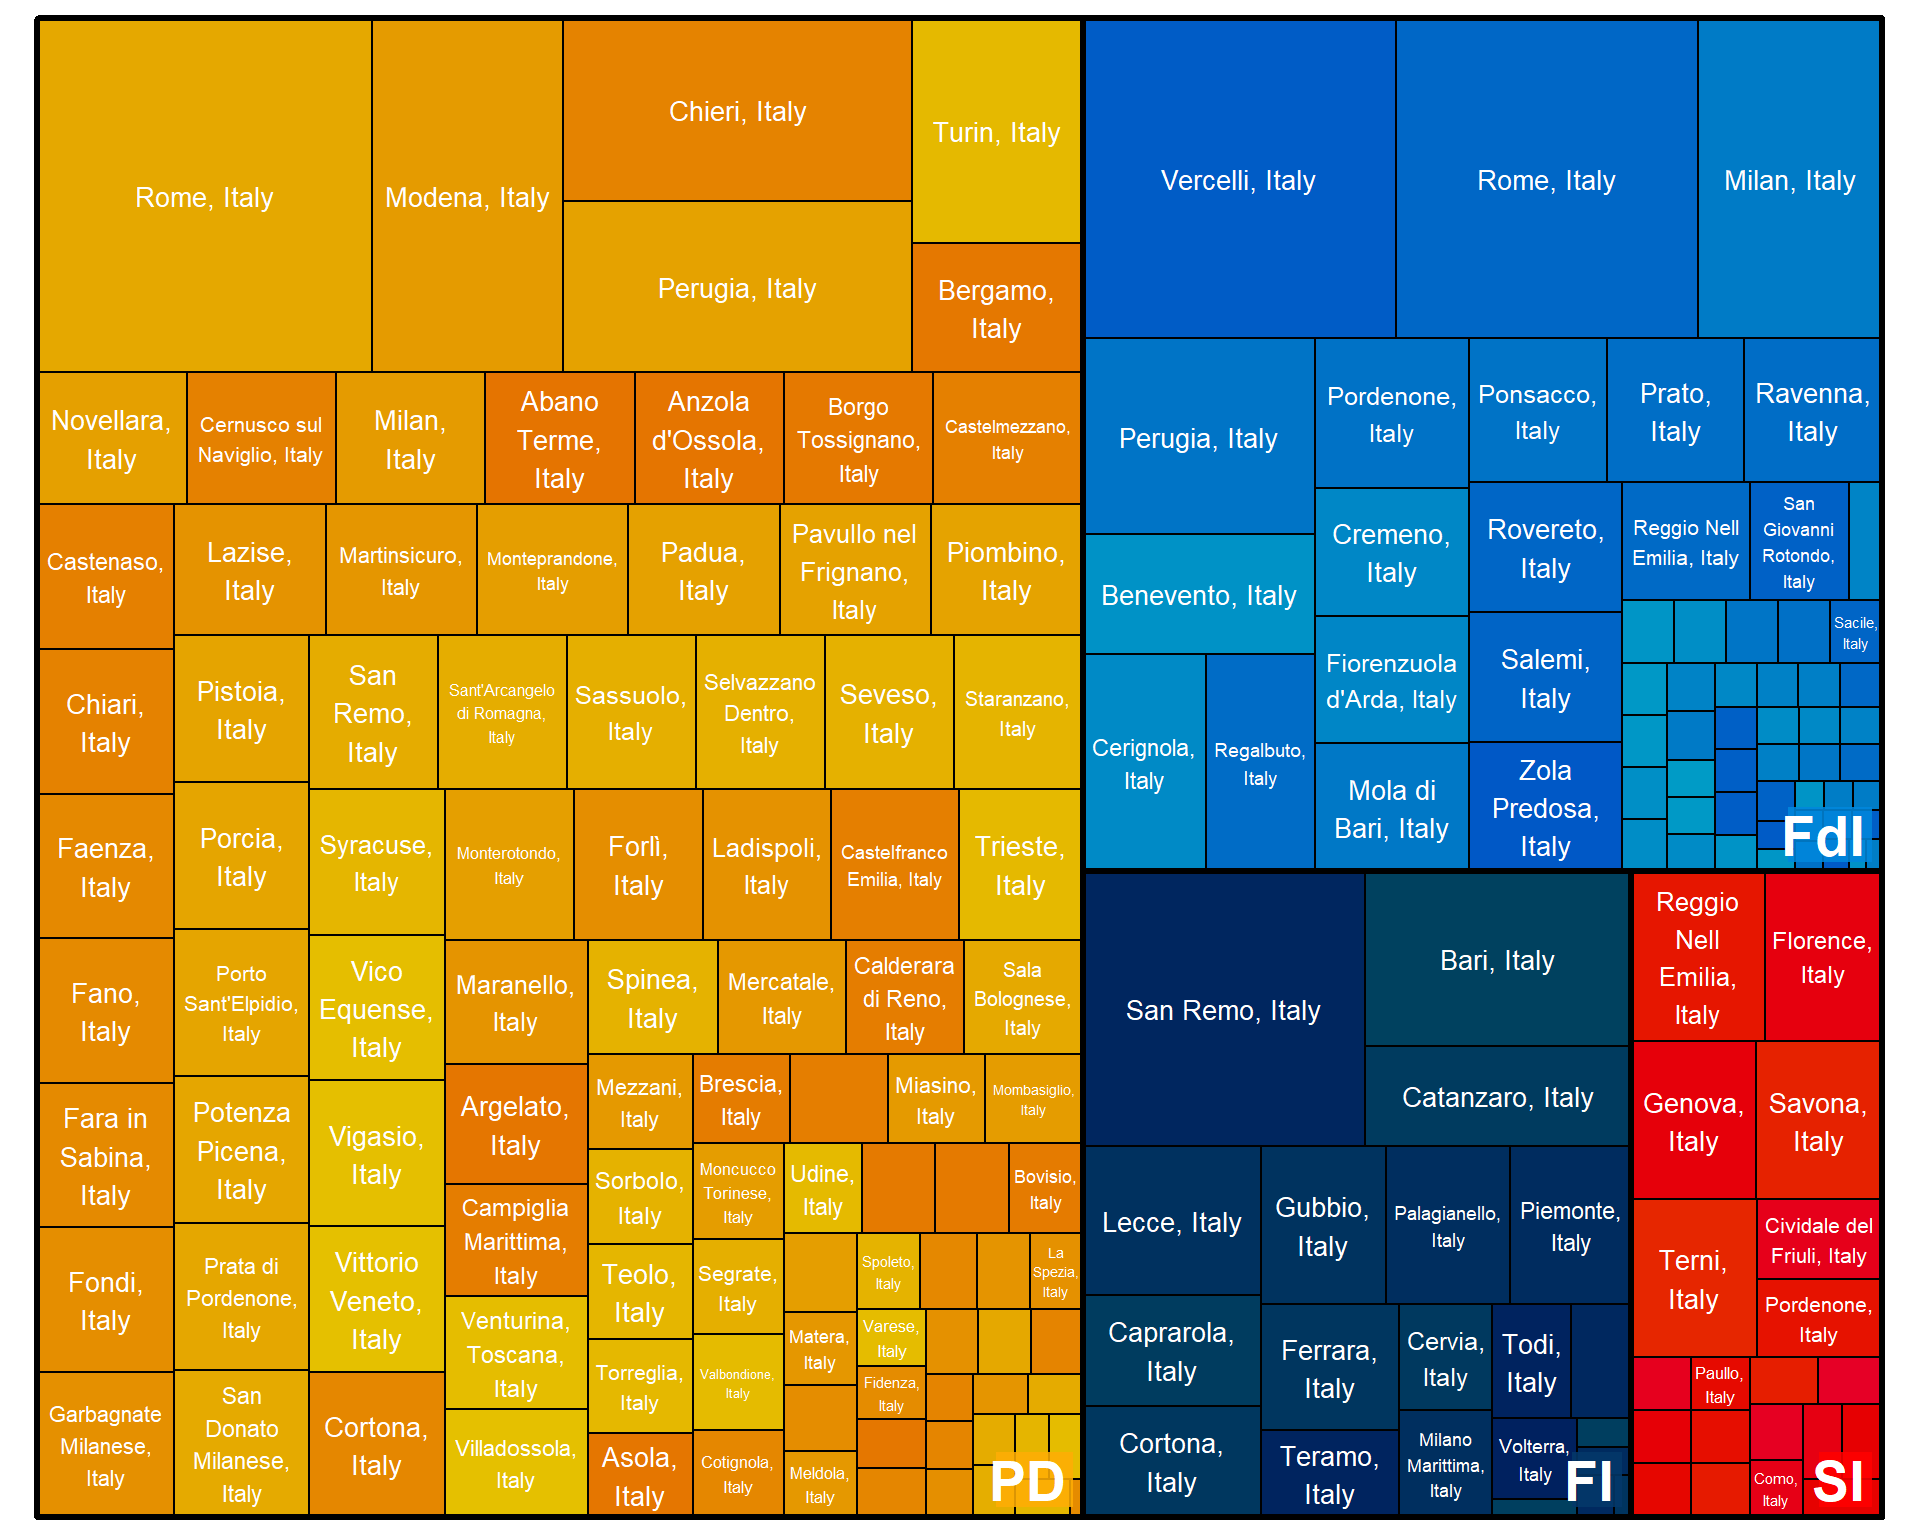 Rome, Italy
Modena, Italy
Chieri, Italy
Perugia, Italy
Turin, Italy
Bergamo,
Italy
Novellara,
Italy
Cernusco sul
Naviglio, Italy
Milan,
Italy
Abano
Terme,
Italy
Anzola
d'Ossola,
Italy
Borgo
Tossignano,
Italy
Castelmezzano,
Italy
Castenaso,
Italy
Lazise,
Italy
Martinsicuro,
Italy
Monteprandone,
Italy
Padua,
Italy
Pavullo nel
Frignano,
Italy
Piombino,
Italy
Chiari,
Italy
Pistoia,
Italy
San
Remo,
Italy
Sant'Arcangelo
di Romagna,
Italy
Sassuolo,
Italy
Selvazzano
Dentro,
Italy
Seveso,
Italy
Staranzano,
Italy
Faenza,
Italy
Porcia,
Italy
Syracuse,
Italy
Monterotondo,
Italy
Forlì,
Italy
Ladispoli,
Italy
Castelfranco
Emilia, Italy
Trieste,
Italy
Fano,
Italy
Porto
Sant'Elpidio,
Italy
Vico
Equense,
Italy
Maranello,
Italy
Spinea,
Italy
Mercatale,
Italy
Calderara
di Reno,
Italy
Sala
Bolognese,
Italy
Fara in
Sabina,
Italy
Potenza
Picena,
Italy
Vigasio,
Italy
Argelato,
Italy
Mezzani,
Italy
Brescia,
Italy
Miasino,
Italy
Mombasiglio,
Italy
Sorbolo,
Italy
Moncucco
Torinese,
Italy
Udine,
Italy
Bovisio,
Italy
Fondi,
Italy
Prata di
Pordenone,
Italy
Vittorio
Veneto,
Italy
Campiglia
Marittima,
Italy
Teolo,
Italy
Segrate,
Italy
Spoleto,
Italy
La
Spezia,
Italy
Venturina,
Toscana,
Italy
Torreglia,
Italy
Valbondione,
Italy
Matera,
Italy
Varese,
Italy
Fidenza,
Italy
Garbagnate
Milanese,
Italy
San
Donato
Milanese,
Italy
Cortona,
Italy
Villadossola,
Italy
Asola,
Italy
Cotignola,
Italy
Meldola,
Italy
PD
Vercelli, Italy
Rome, Italy
Milan, Italy
Perugia, Italy
Pordenone,
Italy
Ponsacco,
Italy
Prato,
Italy
Ravenna,
Italy
Benevento, Italy
Cremeno,
Italy
Rovereto,
Italy
Reggio Nell
Emilia, Italy
San
Giovanni
Rotondo,
Italy
Sacile,
Italy
Cerignola,
Italy
Regalbuto,
Italy
Fiorenzuola
d'Arda, Italy
Salemi,
Italy
Mola di
Bari, Italy
Zola
Predosa,
Italy
FdI
San Remo, Italy
Bari, Italy
Catanzaro, Italy
Lecce, Italy
Gubbio,
Italy
Palagianello,
Italy
Piemonte,
Italy
Caprarola,
Italy
Ferrara,
Italy
Cervia,
Italy
Todi,
Italy
Cortona,
Italy
Teramo,
Italy
Milano
Marittima,
Italy
Volterra,
Italy
FI
Reggio
Nell
Emilia,
Italy
Florence,
Italy
Genova,
Italy
Savona,
Italy
Terni,
Italy
Cividale del
Friuli, Italy
Pordenone,
Italy
Paullo,
Italy
Como,
Italy
SI